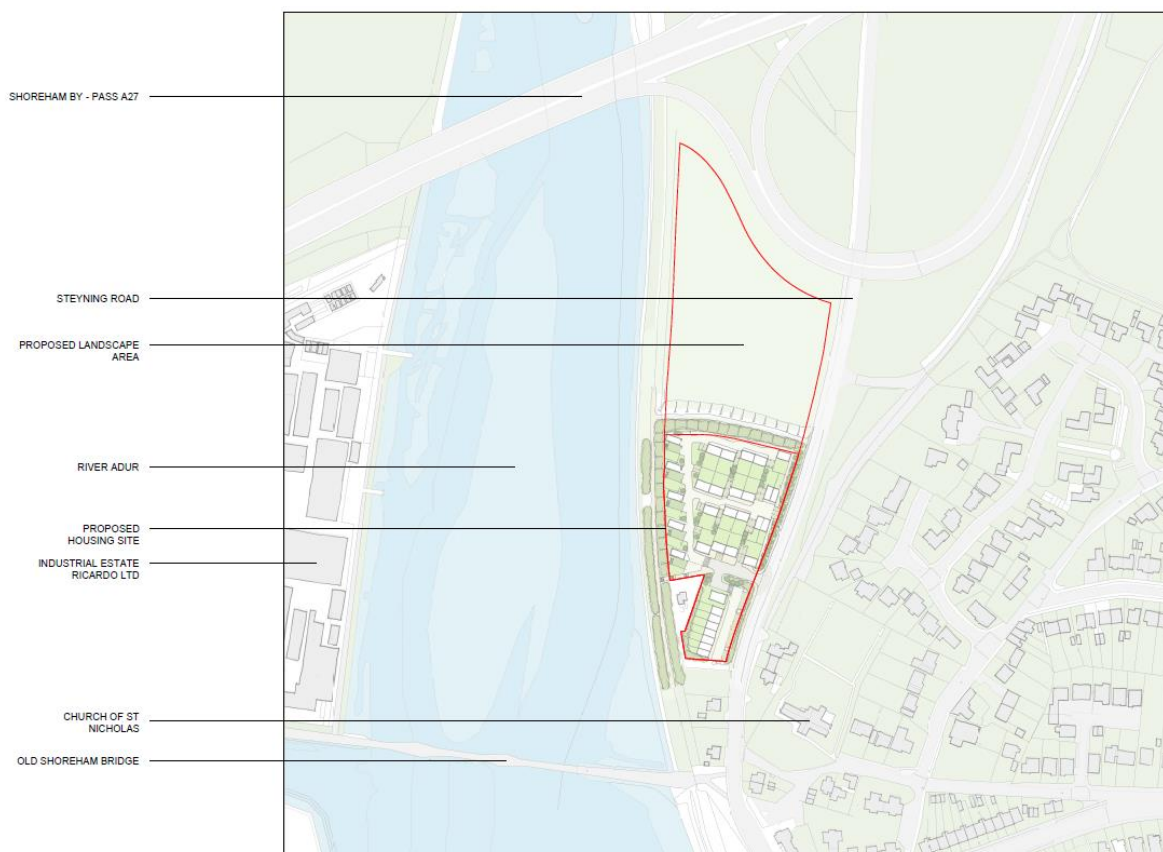 SHOREHAM BY - PASS A27
STEYNING ROAD
PROPOSED LANDSCAPE
AREA
RIVER ADUR
PROPOSED
HOUSING SITE
INDUSTRIAL ESTATE
RICARDO LTD
CHURCH OF ST
NICHOLAS
OLD SHOREHAM BRIDGE